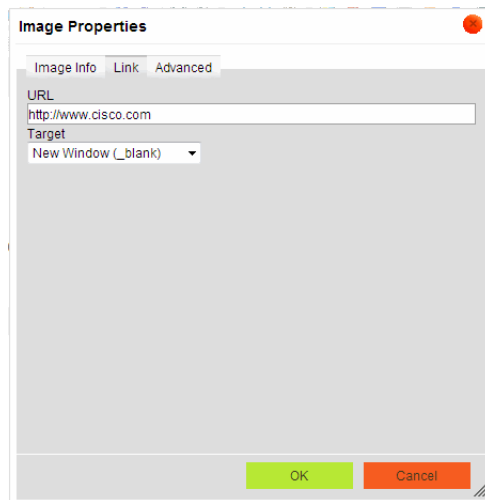 Image Properties
Image Info Link Advanced
URL
http://www.cisco.com
Target
New Window (_blank)
OK Cancel